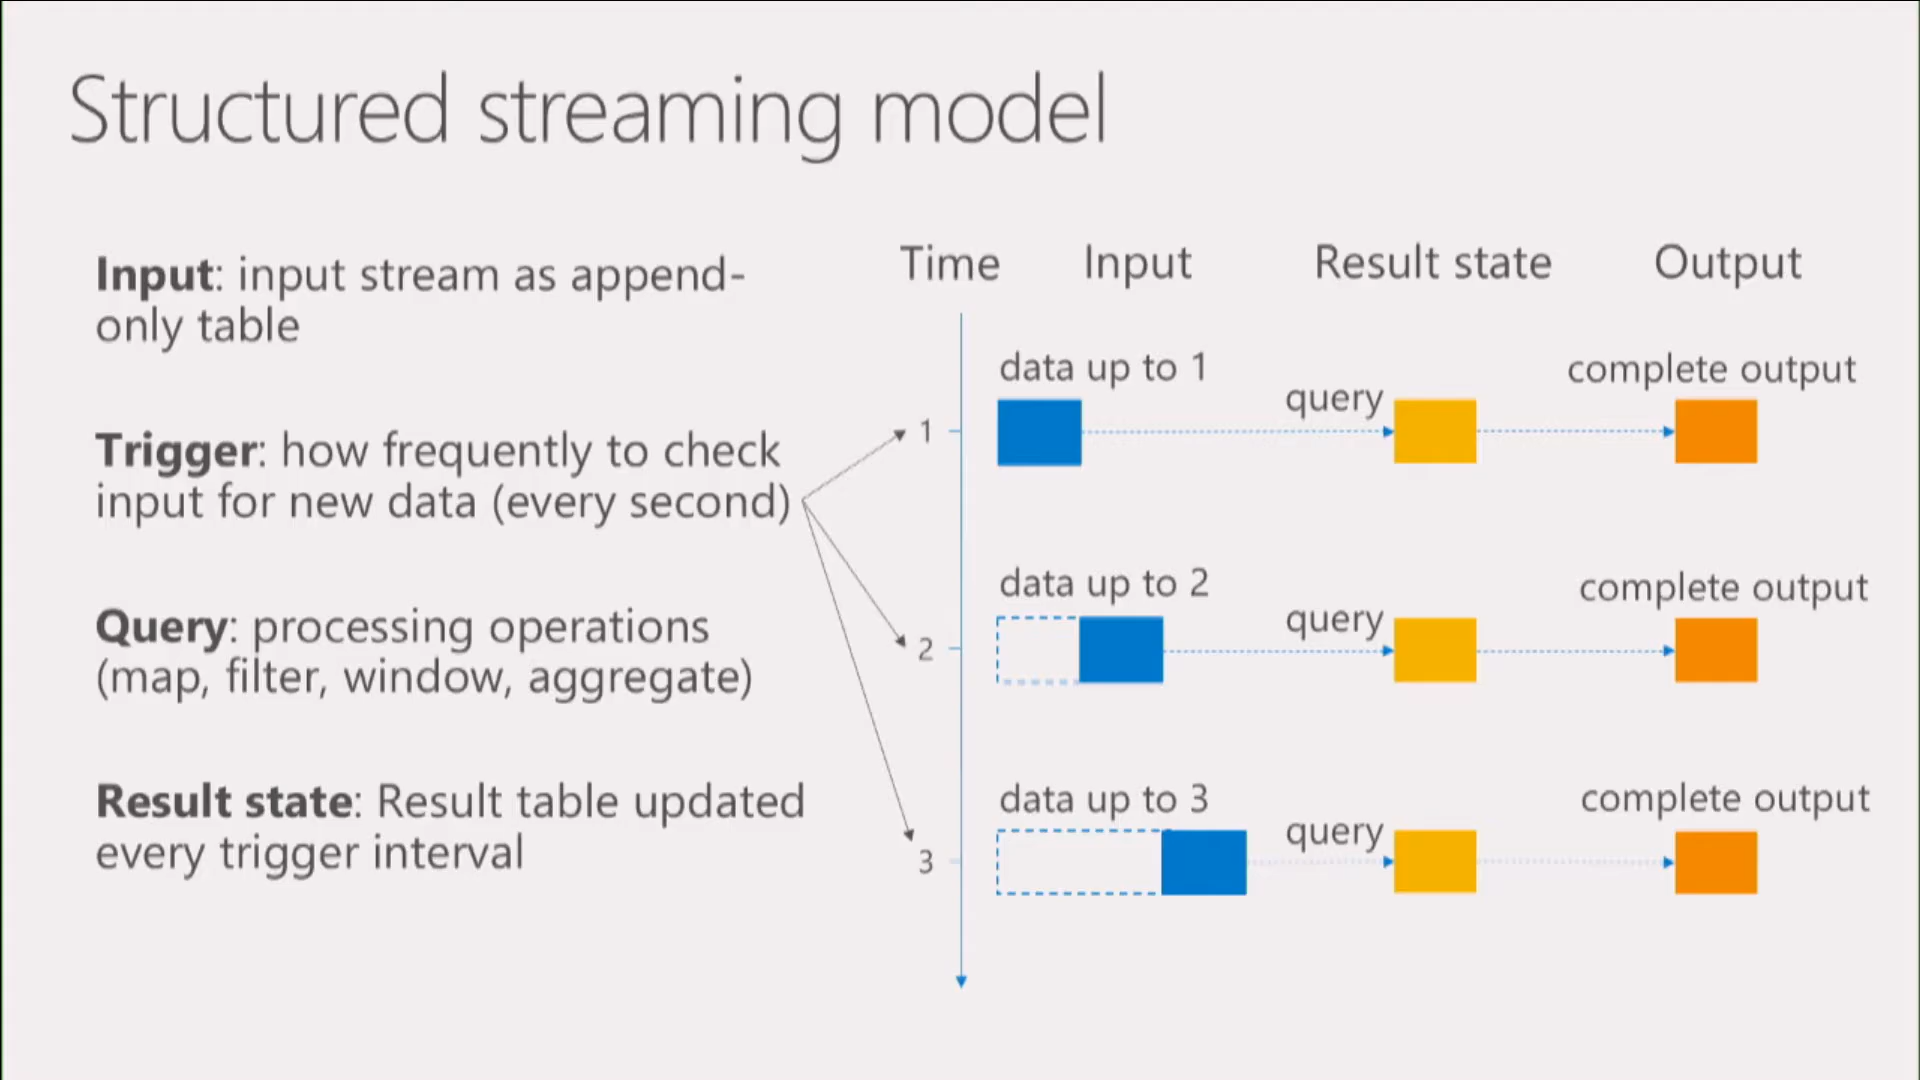 Structured streaming model
Input: input stream as append-
only table
Trigger: how frequently to check
input for new data (every second)
Query: processing operations
(map, filter, window, aggregate)
Result state: Result table updated
every trigger interval
Time Input Result state Output
data up to 1
complete output
query
1
data up to 2
complete output
query
2
data up to 3
complete output
query
3